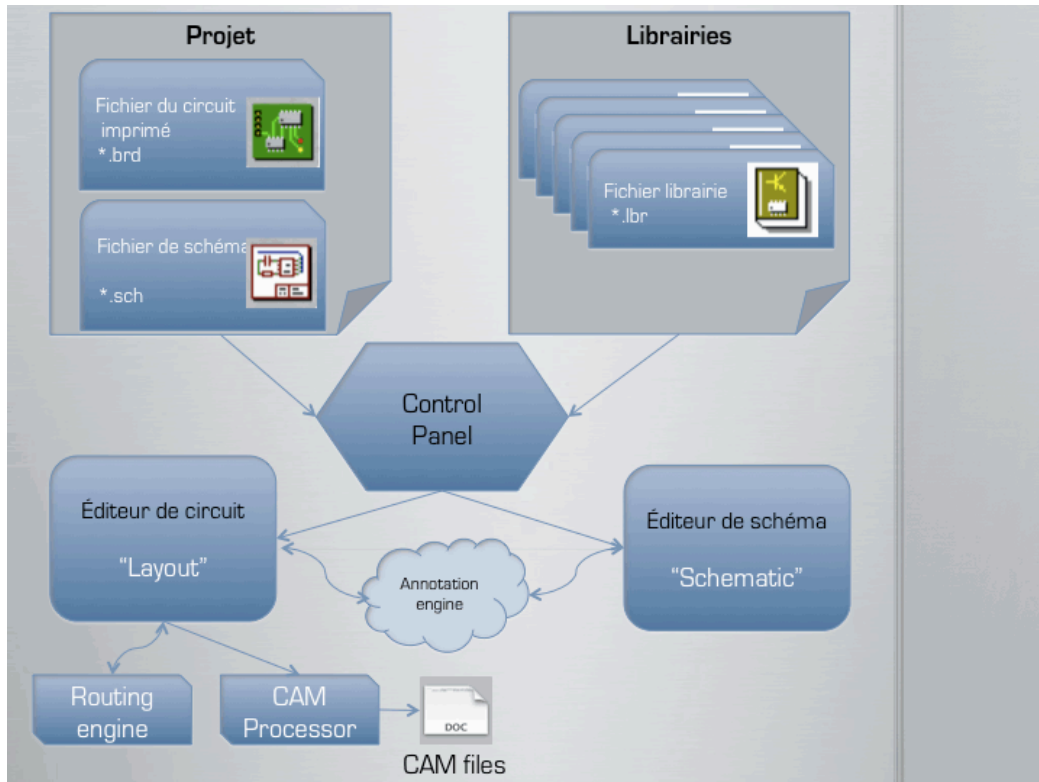 Projet
Fichier du circuit
imprimé
*.brd
Fichier de schéma
*.sch
Librairies
Fichier librairie
*.lbr
Control
Panel
Éditeur de circuit
"Layout"
Annotation
engine
Éditeur de schéma
"Schematic"
Routing
engine
CAM
Processor
DOC
CAM files